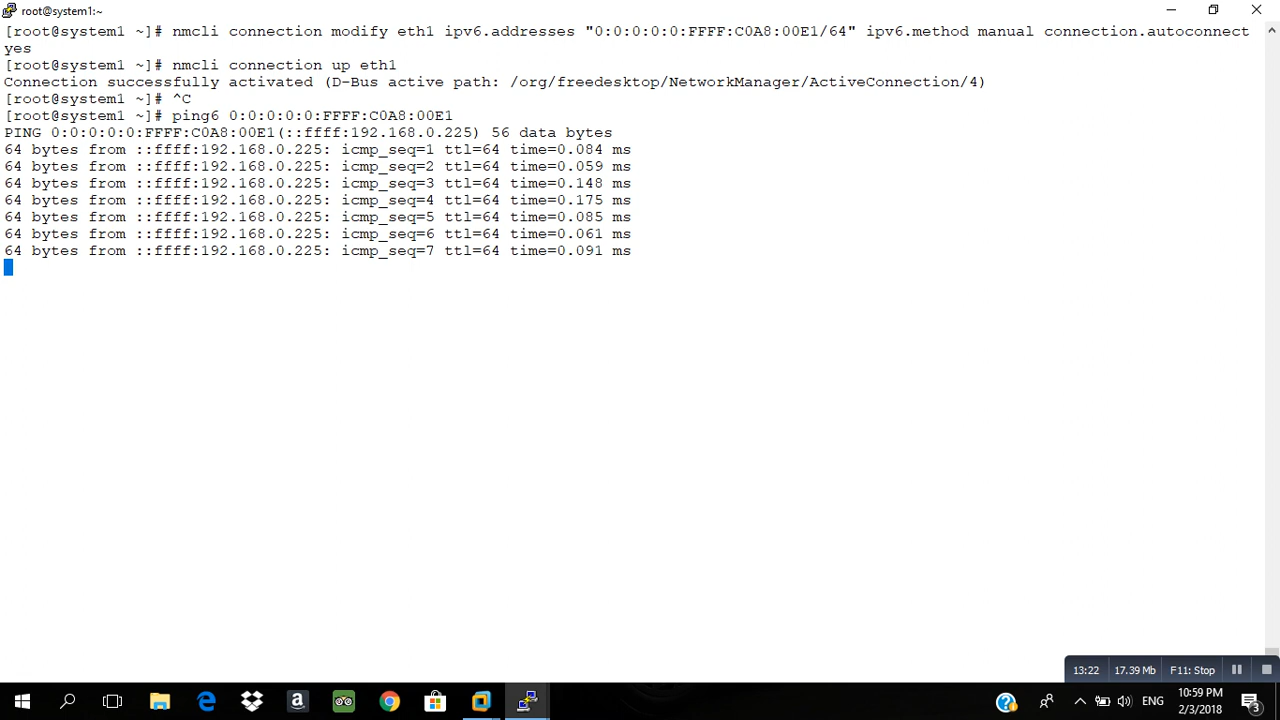 root@system1:~
[root@system1 ~]# nmcli connection modify eth1 ipv6.addresses "0:0:0:0:0:FFFF:C0A8:00E1/64" ipv6.method manual connection.autoconnect
yes
[root@system1 ~]# nmcli connection up eth1
Connection successfully activated (D-Bus active path: /org/freedesktop/NetworkManager/ActiveConnection/4)
[root@system1 ~]# ^C
[root@system1 ~]# ping6 0:0:0:0:0:FFFF:C0A8:00E1
PING 0:0:0:0:0:FFFF:C0A8:00E1(::ffff:192.168.0.225) 56 data bytes
64 bytes from ::ffff:192.168.0.225: icmp_seq=1 ttl=64 time=0.084 ms
64 bytes from ::ffff:192.168.0.225: icmp_seq=2 ttl=64 time=0.059 ms
64 bytes from ::ffff:192.168.0.225: icmp_seq=3 ttl=64 time=0.148 ms
64 bytes from ::ffff:192.168.0.225: icmp_seq=4 ttl=64 time=0.175 ms
64 bytes from ::ffff:192.168.0.225: icmp_seq=5 ttl=64 time=0.085 ms
64 bytes from ::ffff:192.168.0.225: icmp_seq=6 ttl=64 time=0.061 ms
64 bytes from ::ffff:192.168.0.225: icmp_seq=7 ttl=64 time=0.091 ms
13:22 17.39 Mb F11: Stop
ENG
10:59 PM
2/3/2018
3